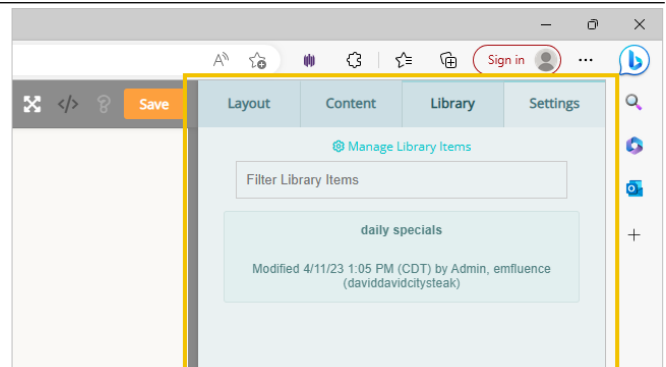 Sign in
</>
?
Save
Layout
Content
Library
Settings
Manage Library Items
Filter Library Items
daily specials
Modified 4/11/23 1:05 PM (CDT) by Admin, emfluence
(daviddavidcitysteak)